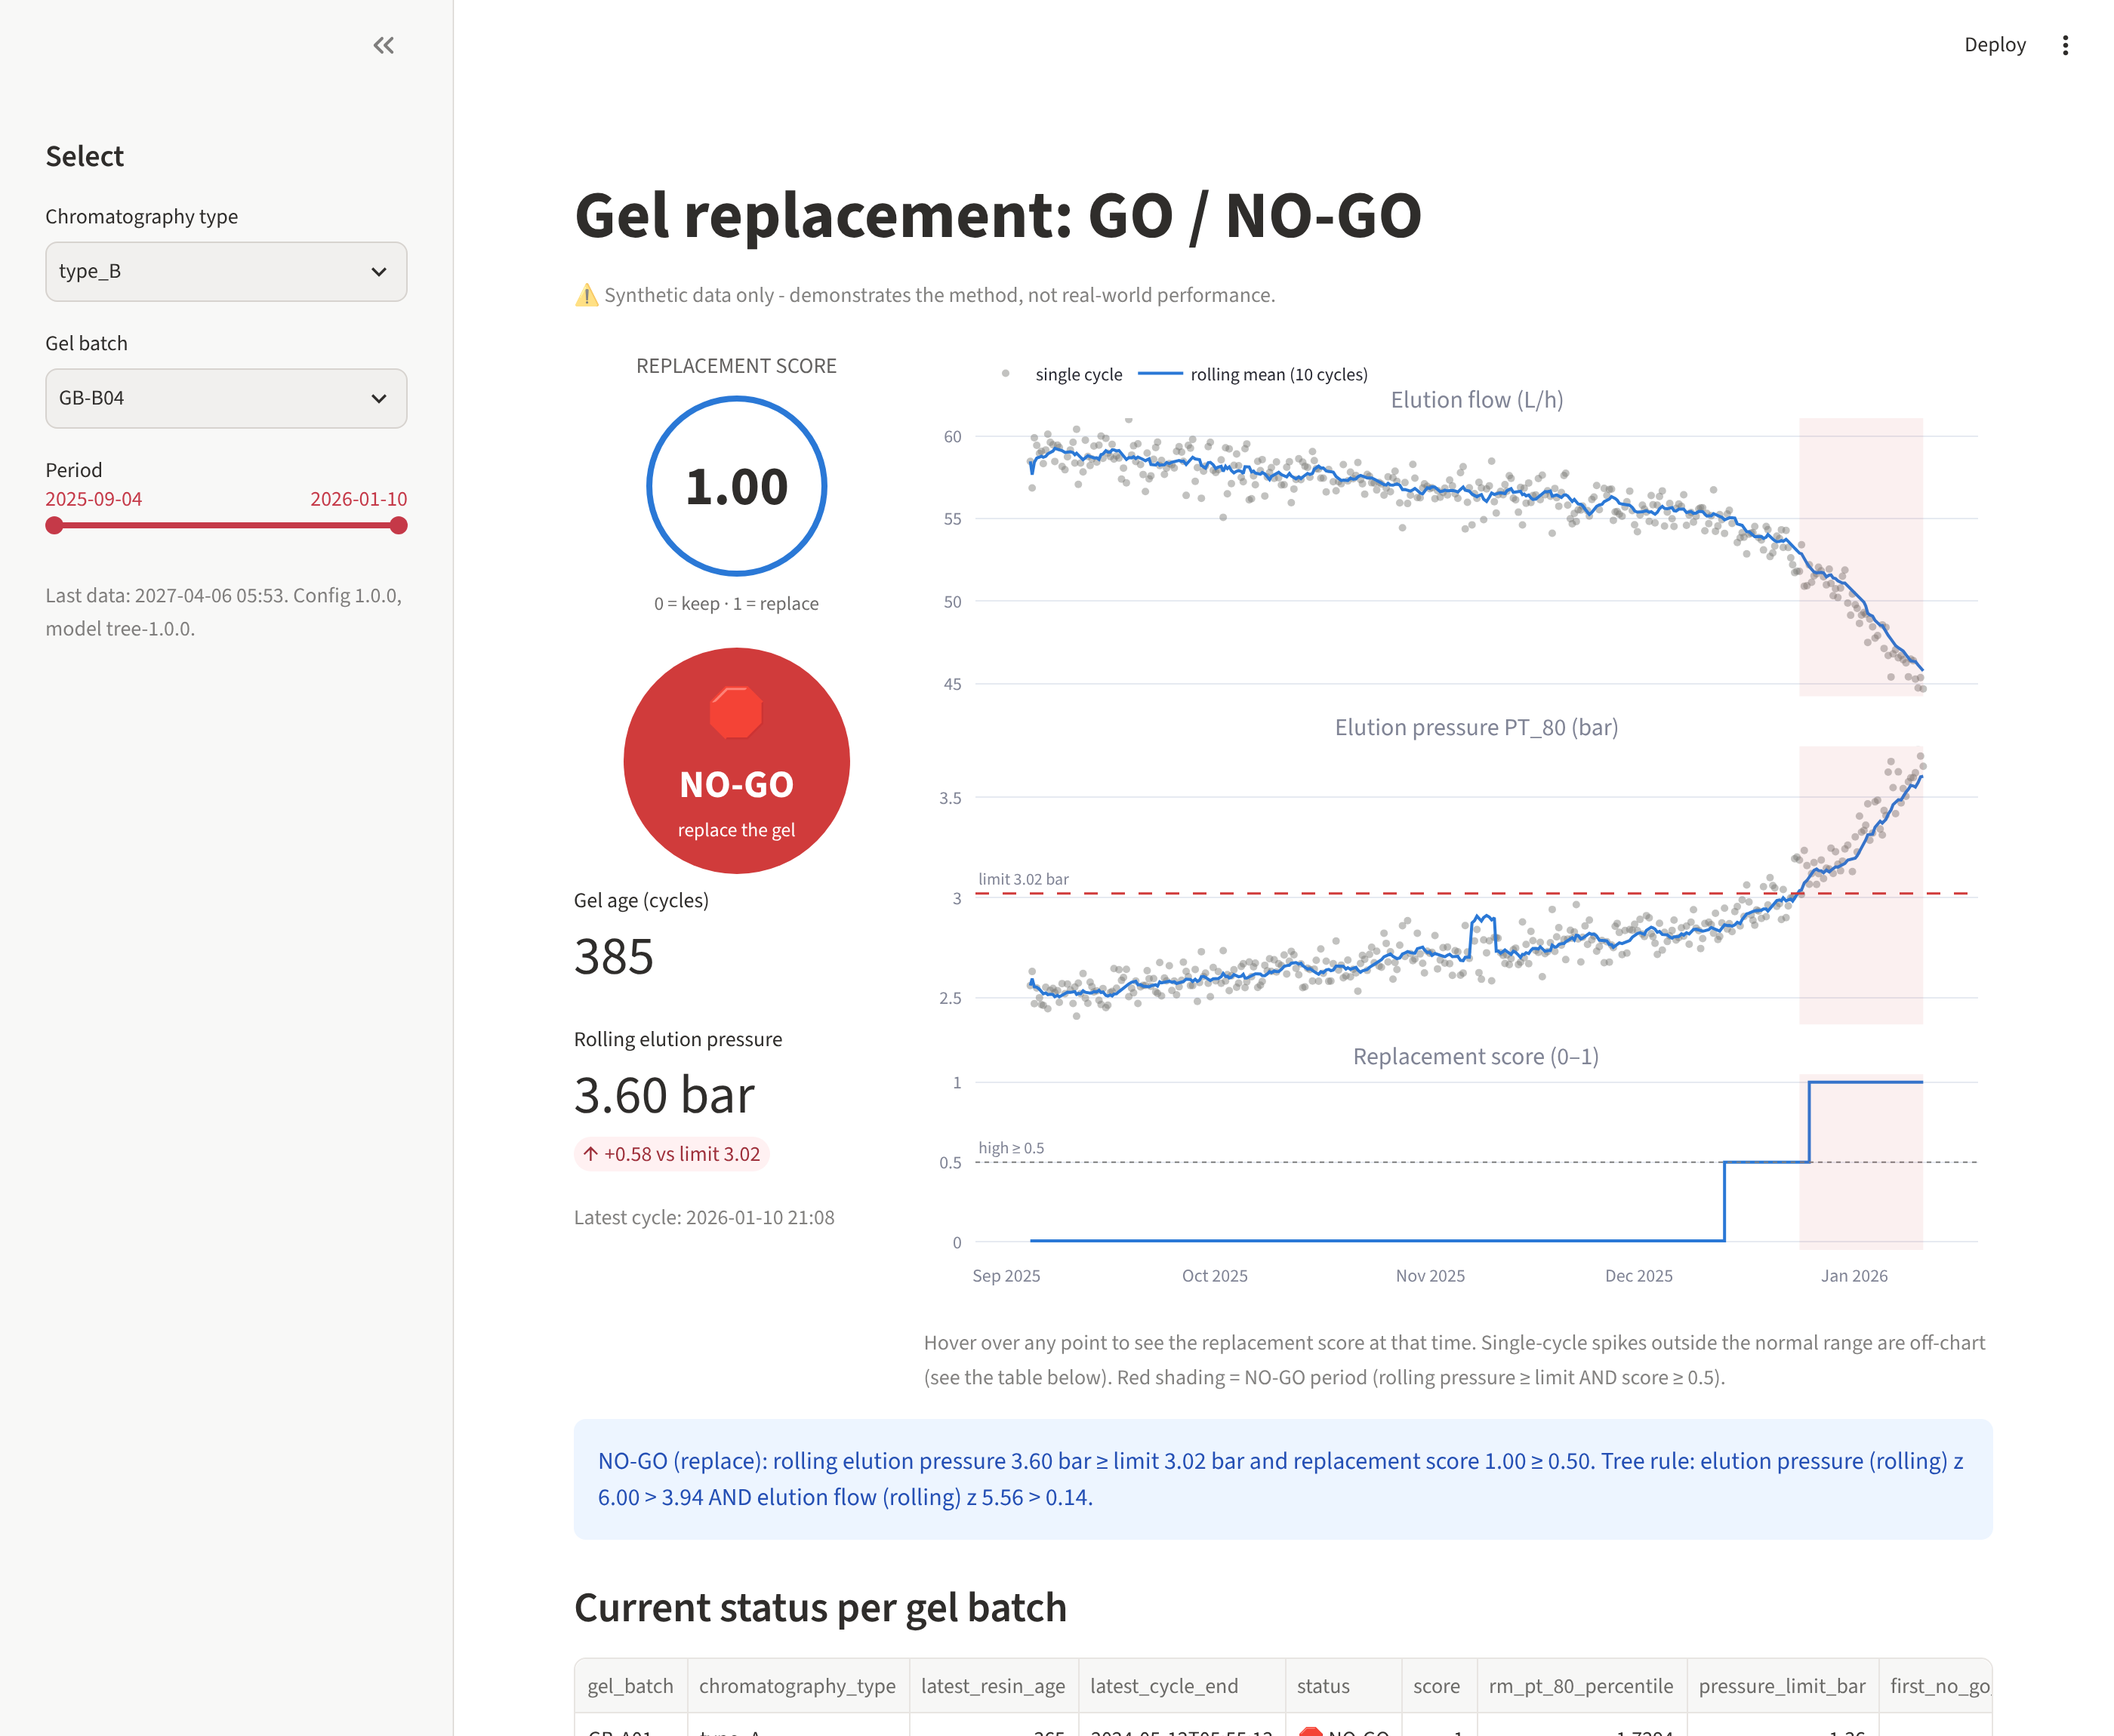 Deploy
Select
Chromatography type
type_B
Gel batch
GB-B04
Period
2025-09-04 2026-01-10
Last data: 2027-04-06 05:53. Config 1.0.0,
model tree-1.0.0.
Gel replacement: GO / NO-GO
⚠️ Synthetic data only - demonstrates the method, not real-world performance.
REPLACEMENT SCORE
1.00
0 = keep · 1 = replace
NO-GO
replace the gel
Gel age (cycles)
385
Rolling elution pressure
3.60 bar
↑ +0.58 vs limit 3.02
Latest cycle: 2026-01-10 21:08
single cycle rolling mean (10 cycles)
Elution flow (L/h)
60
55
50
45
Elution pressure PT_80 (bar)
3.5
limit 3.02 bar
3
2.5
Replacement score (0–1)
1
high ≥ 0.5
0.5
0
Sep 2025 Oct 2025 Nov 2025 Dec 2025 Jan 2026
Hover over any point to see the replacement score at that time. Single-cycle spikes outside the normal range are off-chart
(see the table below). Red shading = NO-GO period (rolling pressure ≥ limit AND score ≥ 0.5).
NO-GO (replace): rolling elution pressure 3.60 bar ≥ limit 3.02 bar and replacement score 1.00 ≥ 0.50. Tree rule: elution pressure (rolling) z
6.00 > 3.94 AND elution flow (rolling) z 5.56 > 0.14.
Current status per gel batch
gel_batch chromatography_type latest_resin_age latest_cycle_end status score rm_pt_80_percentile pressure_limit_bar first_no_go